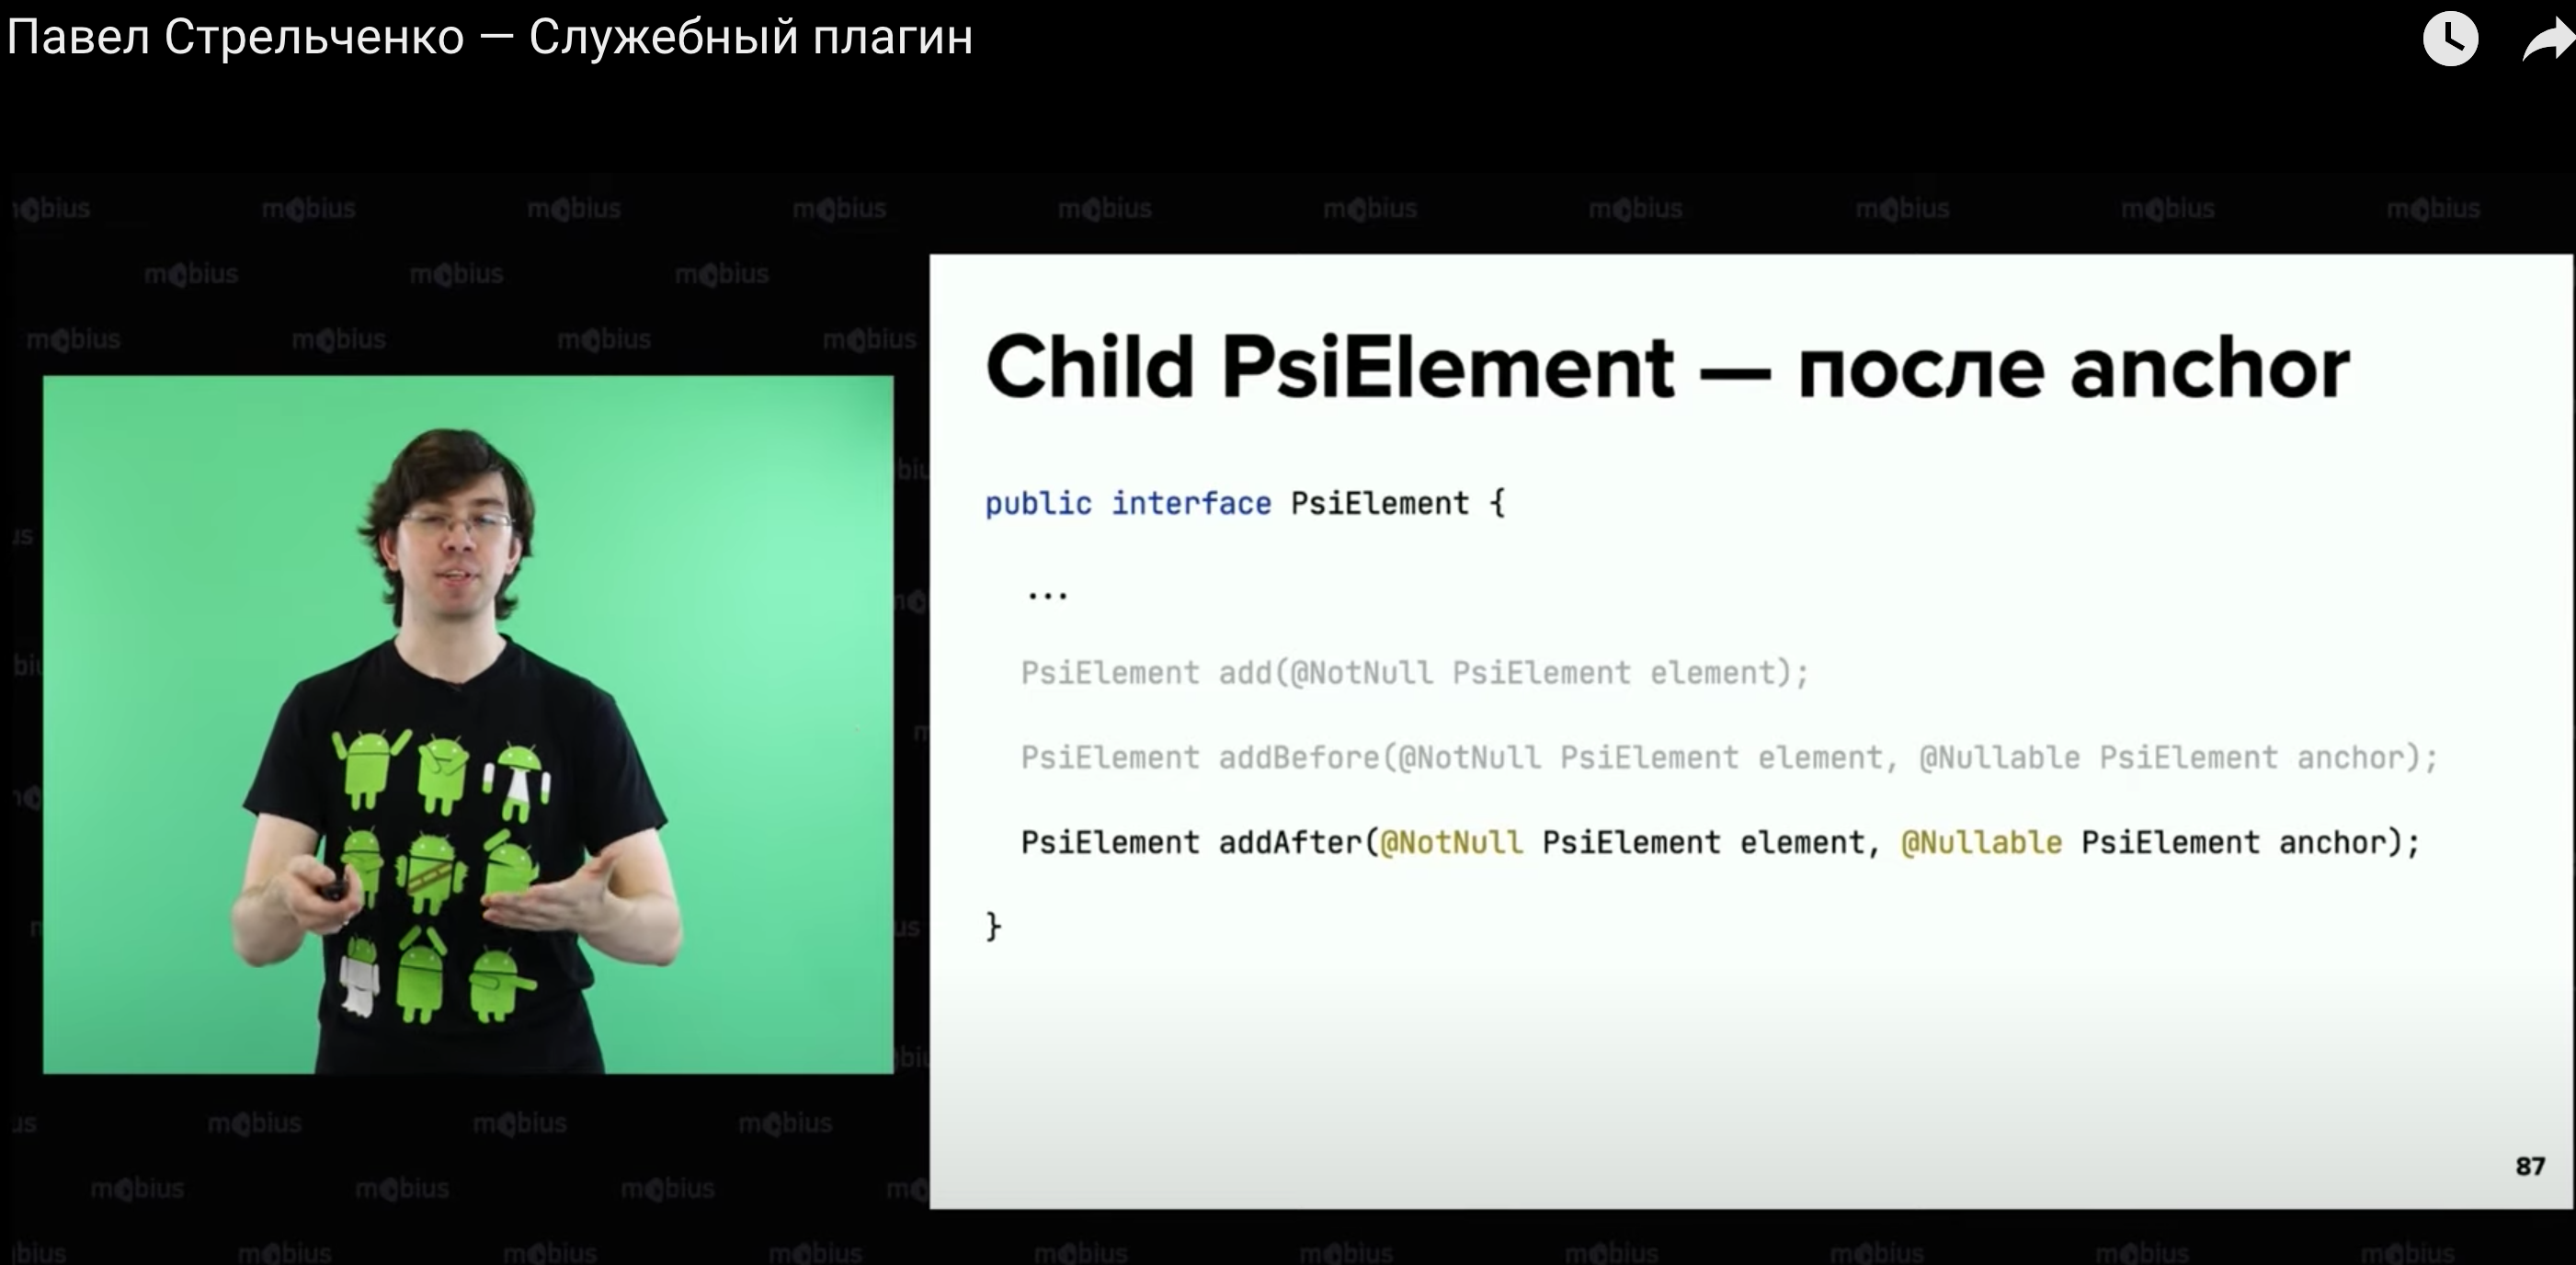 Павел Стрельченко — Служебный плагин
mobius
Child PsiElement — после anchor
public interface PsiElement {
...
PsiElement add(@NotNull PsiElement element);
PsiElement addBefore(@NotNull PsiElement element, @Nullable PsiElement anchor);
PsiElement addAfter(@NotNull PsiElement element, @Nullable PsiElement anchor);
}
87